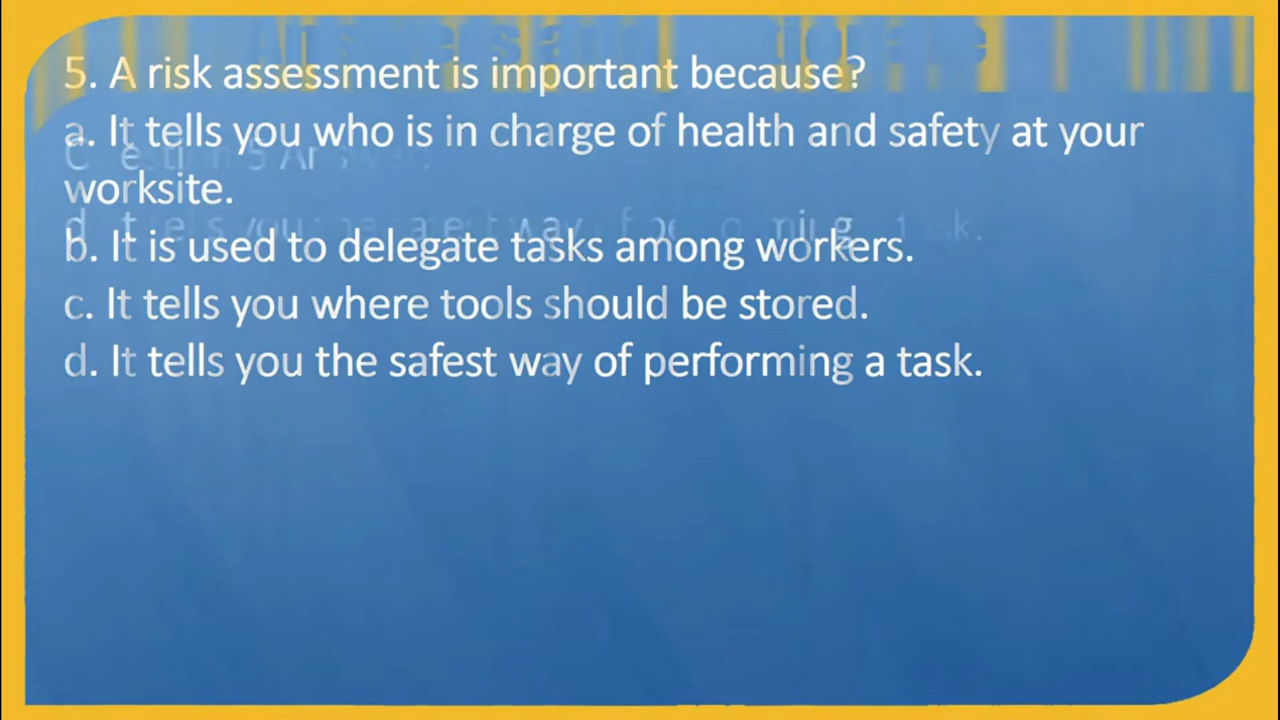 5. A risk assessment is important because?
a. It tells you who is in charge of health and safety at your
worksite.
b. It is used to delegate tasks among workers.
c. It tells you where tools should be stored.
d. It tells you the safest way of performing a task.